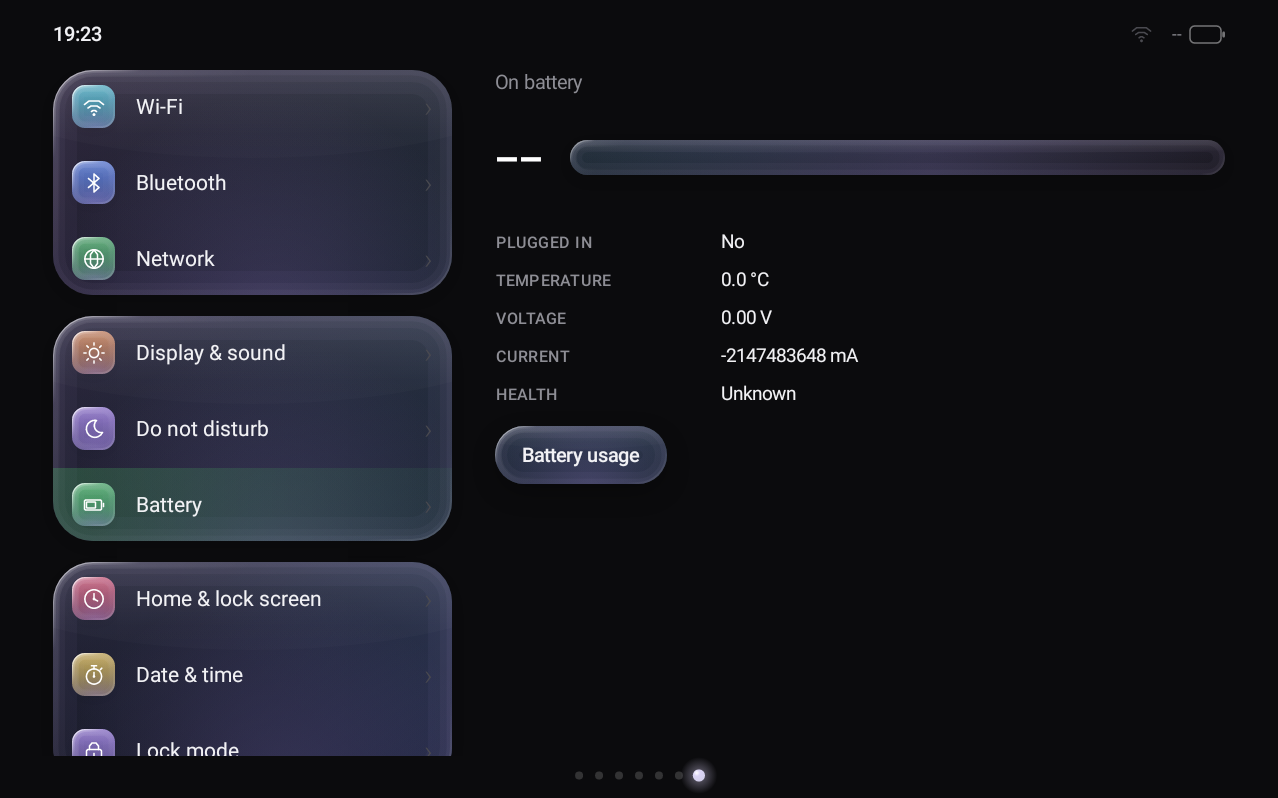 19:23
--
Wi-Fi
Bluetooth
Network
Display & sound
Do not disturb
Battery
Home & lock screen
Date & time
Lock mode
On battery
--
PLUGGED IN No
TEMPERATURE 0.0 °C
VOLTAGE 0.00 V
CURRENT -2147483648 mA
HEALTH Unknown
Battery usage